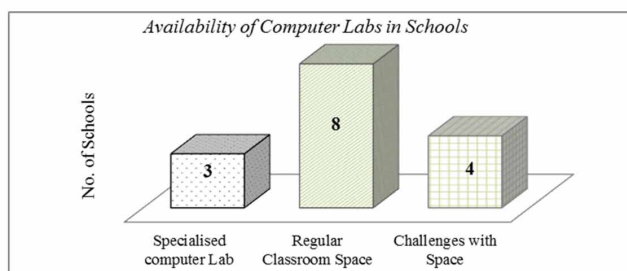 Availability of Computer Labs in Schools
No. of Schools
3
8
4
Specialised
computer Lab
Regular
Classroom Space
Challenges with
Space